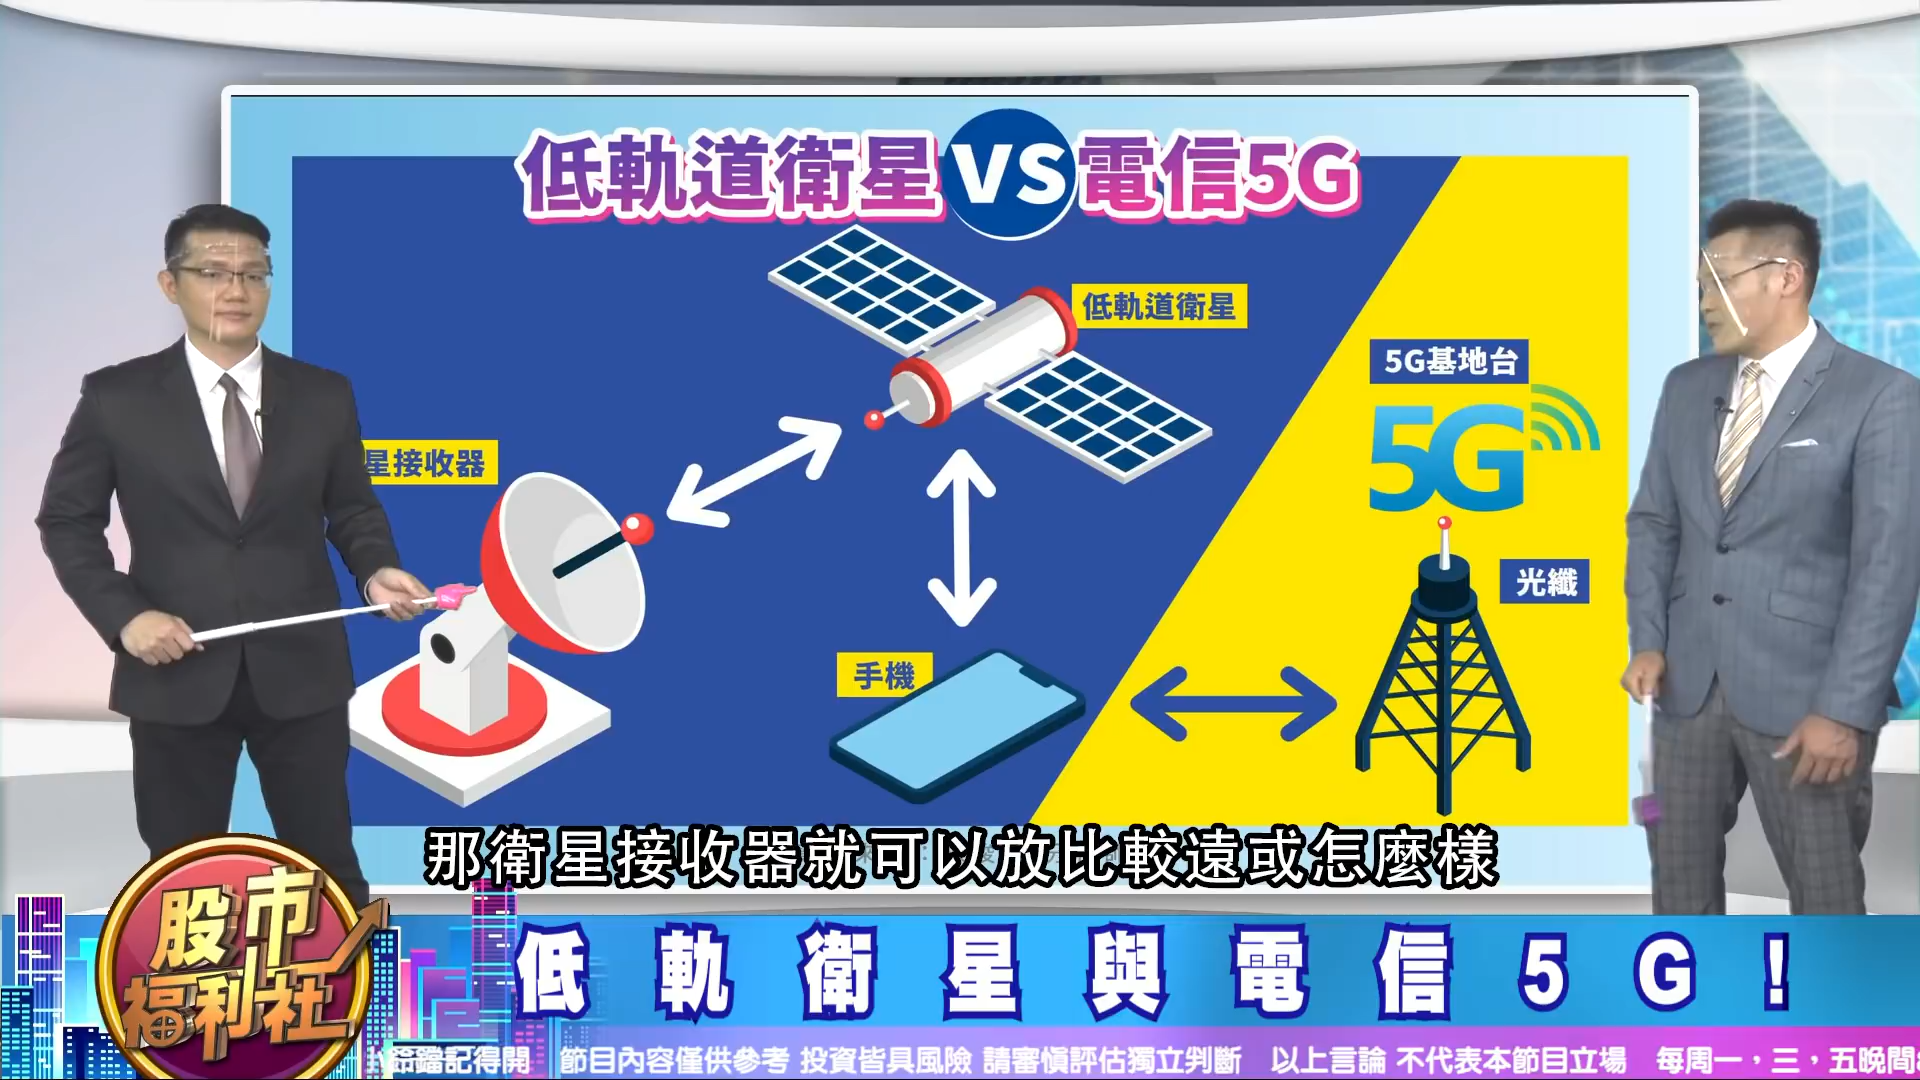 低軌道衛星VS電信5G
低軌道衛星
5G基地台
5G
星接收器
光纖
手機
那衛星接收器就可以放比較遠或怎麼樣
股市
福利社
低軌衛星與電信5G!
鈴鐺記得開 節目內容僅供參考 投資皆具風險 請審慎評估獨立判斷 以上言論 不代表本節目立場 每周一，三，五晚間